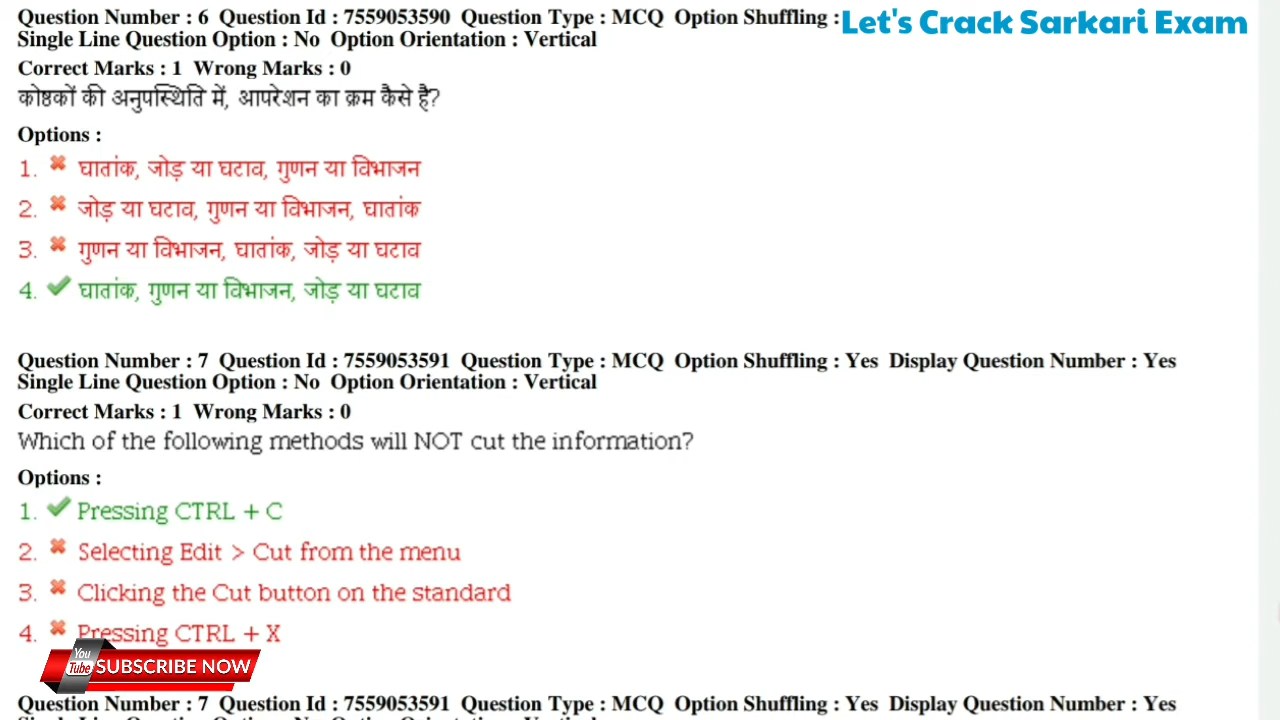 Question Number : 6 Question Id : 7559053590 Question Type : MCQ Option Shuffling :
Let's Crack Sarkari Exam
Single Line Question Option : No Option Orientation : Vertical
Correct Marks : 1 Wrong Marks : 0
कोष्ठकों की अनुपस्थिति में, आपरेशन का क्रम कैसे है?
Options :
1. घातांक, जोड़ या घटाव, गुणन या विभाजन
2. जोड़ या घटाव, गुणन या विभाजन, घातांक
3. गुणन या विभाजन, घातांक, जोड़ या घटाव
4. घातांक, गुणन या विभाजन, जोड़ या घटाव
Question Number : 7 Question Id : 7559053591 Question Type : MCQ Option Shuffling : Yes Display Question Number : Yes
Single Line Question Option : No Option Orientation : Vertical
Correct Marks : 1 Wrong Marks : 0
Which of the following methods will NOT cut the information?
Options :
1. Pressing CTRL + C
2. Selecting Edit > Cut from the menu
3. Clicking the Cut button on the standard
4. Pressing CTRL + X
You Tube SUBSCRIBE NOW
Question Number : 7 Question Id : 7559053591 Question Type : MCQ Option Shuffling : Yes Display Question Number : Yes